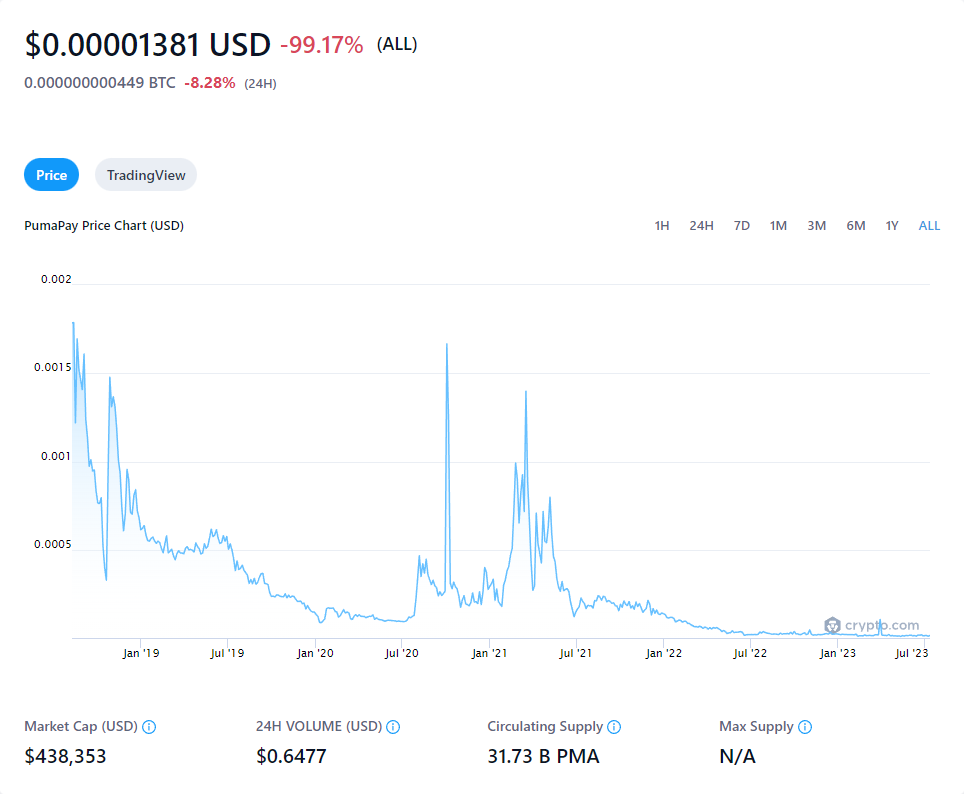 $0.00001381 USD -99.17% (ALL)
0.000000000449 BTC -8.28% (24H)
Price TradingView
PumaPay Price Chart (USD) 1H 24H 7D 1M 3M 6M 1Y ALL
0.002
0.0015
0.001
0.0005
crypto.com
Jan '19 Jul '19 Jan '20 Jul '20 Jan '21 Jul '21 Jan '22 Jul '22 Jan '23 Jul '23
Market Cap (USD) 24H VOLUME (USD) Circulating Supply Max Supply
$438,353 $0.6477 31.73 B PMA N/A